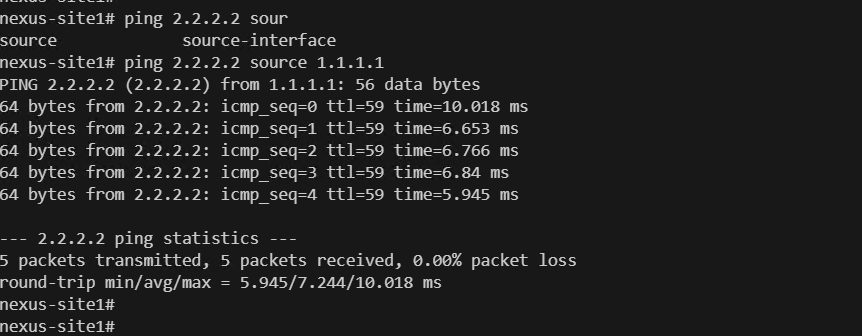 nexus-site1# ping 2.2.2.2 sour
source             source-interface
nexus-site1# ping 2.2.2.2 source 1.1.1.1
PING 2.2.2.2 (2.2.2.2) from 1.1.1.1: 56 data bytes
64 bytes from 2.2.2.2: icmp_seq=0 ttl=59 time=10.018 ms
64 bytes from 2.2.2.2: icmp_seq=1 ttl=59 time=6.653 ms
64 bytes from 2.2.2.2: icmp_seq=2 ttl=59 time=6.766 ms
64 bytes from 2.2.2.2: icmp_seq=3 ttl=59 time=6.84 ms
64 bytes from 2.2.2.2: icmp_seq=4 ttl=59 time=5.945 ms

--- 2.2.2.2 ping statistics ---
5 packets transmitted, 5 packets received, 0.00% packet loss
round-trip min/avg/max = 5.945/7.244/10.018 ms
nexus-site1#
nexus-site1#